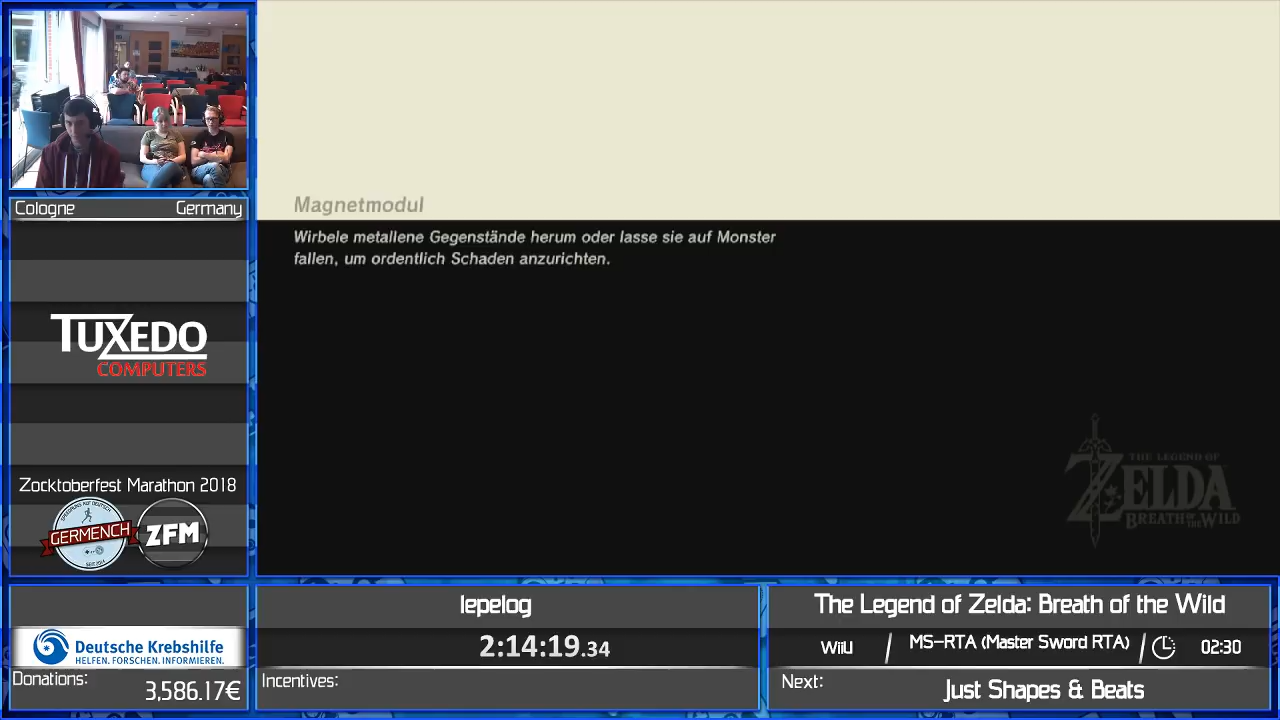 Magnetmodul
Wirbele metallene Gegenstände herum oder lasse sie auf Monster
fallen, um ordentlich Schaden anzurichten.
Cologne Germany
TUXEDO
COMPUTERS
Zocktoberfest Marathon 2018
GERMENCH
ZFM
THE LEGEND OF
ZELDA
BREATH OF THE WILD
Deutsche Krebshilfe
HELFEN. FORSCHEN. INFORMIEREN.
Donations:
3,586.17€
lepelog
2:14:19.34
Incentives:
The Legend of Zelda: Breath of the Wild
WiiU / MS-RTA (Master Sword RTA) / 02:30
Next:
Just Shapes & Beats